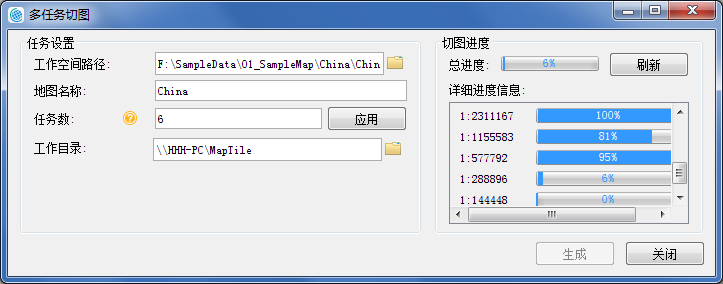 多任务切图
任务设置
工作空间路径: F:\SampleData\01_SampleMap\China\Chin
地图名称: China
任务数: ? 6 应用
工作目录: \\HHH-PC\MapTile
切图进度
总进度: 6% 刷新
详细进度信息:
1:2311167 100%
1:1155583 81%
1:577792 95%
1:288896 6%
1:144448 0%
生成 关闭